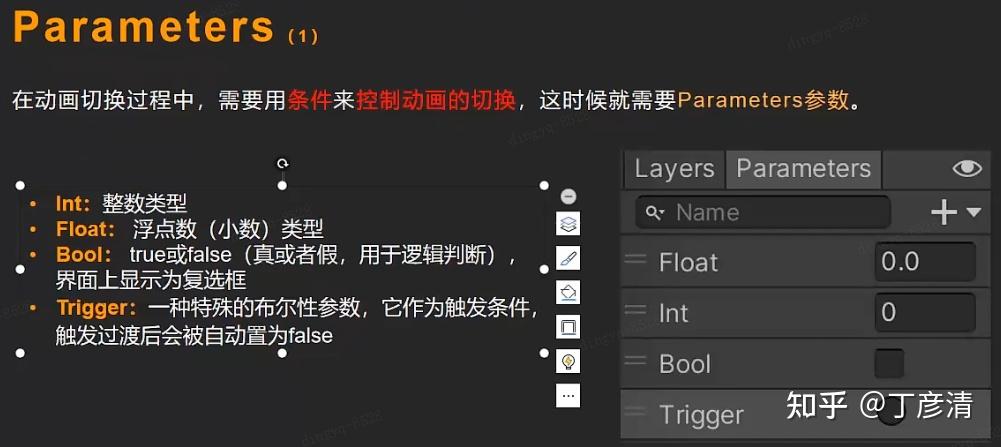 Parameters (1)
在动画切换过程中，需要用条件来控制动画的切换，这时候就需要Parameters参数。
• Int：整数类型
• Float： 浮点数（小数）类型
• Bool： true或false（真或者假，用于逻辑判断），
界面上显示为复选框
• Trigger：一种特殊的布尔性参数，它作为触发条件，
触发过渡后会被自动置为false
Layers Parameters
Name
Float 0.0
Int 0
Bool
Trigger
知乎 @丁彦清
dingyq-8528